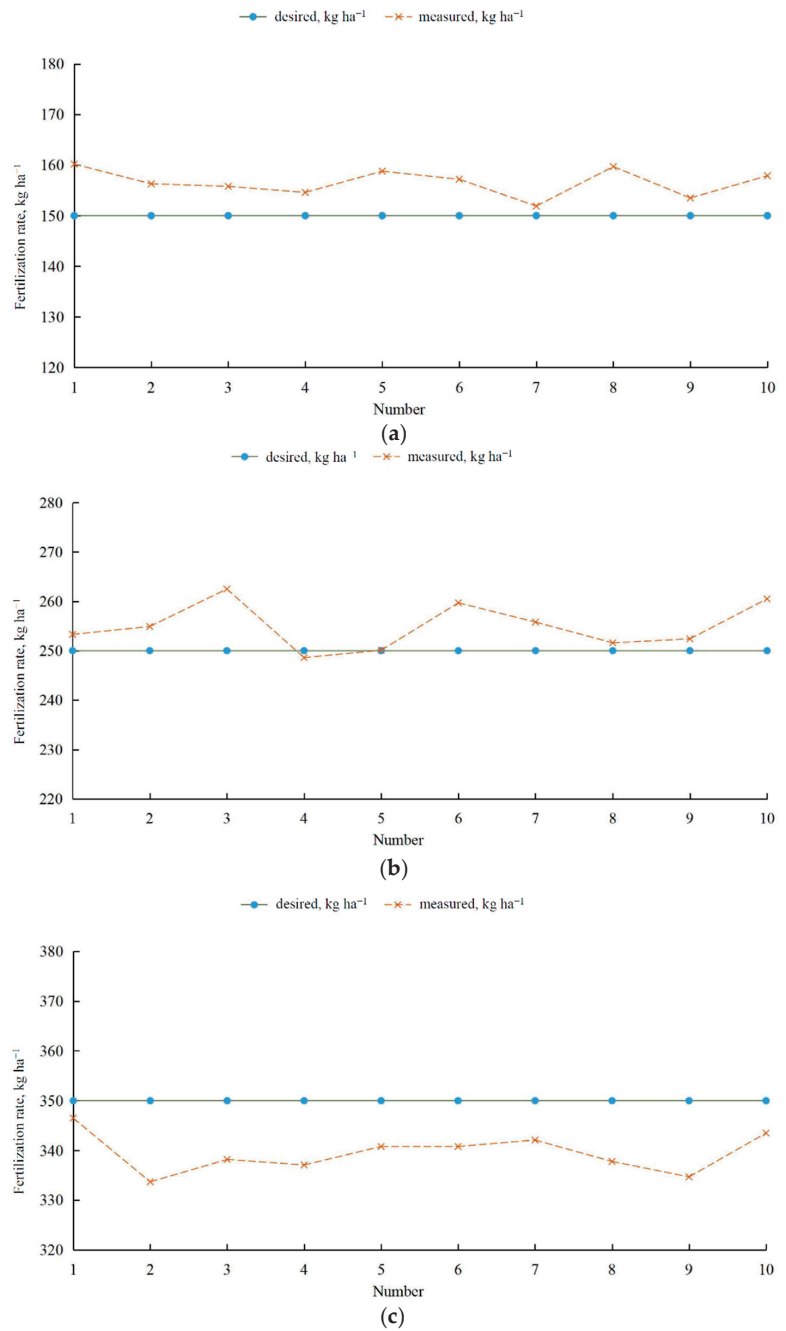 desired, kg ha⁻¹ measured, kg ha⁻¹
180
170
160
150
140
130
120
Fertilization rate, kg ha⁻¹
1 2 3 4 5 6 7 8 9 10
Number
(a)
desired, kg ha⁻¹ measured, kg ha⁻¹
280
270
260
250
240
230
220
Fertilization rate, kg ha⁻¹
1 2 3 4 5 6 7 8 9 10
Number
(b)
desired, kg ha⁻¹ measured, kg ha⁻¹
380
370
360
350
340
330
320
Fertilization rate, kg ha⁻¹
1 2 3 4 5 6 7 8 9 10
Number
(c)